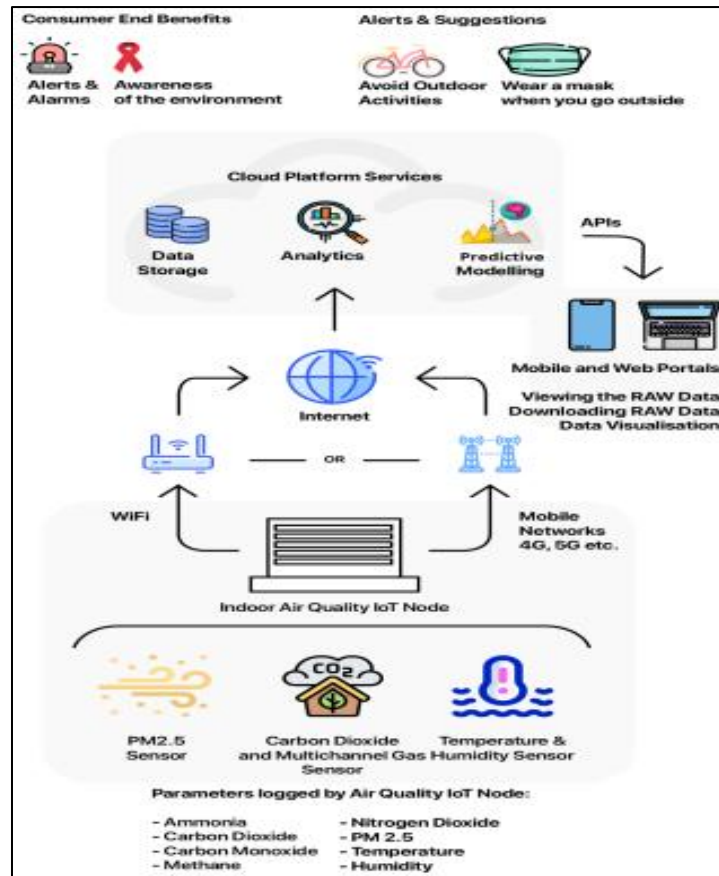 Consumer End Benefits
Alerts & Suggestions
Alerts &
Alarms
Awareness
of the environment
Avoid Outdoor
Activities
Wear a mask
when you go outside
Cloud Platform Services
Data
Storage
Analytics
Predictive
Modelling
APIs
Mobile and Web Portals
Viewing the RAW Data
Downloading RAW Data
Data Visualisation
Internet
OR
WiFi
Mobile
Networks
4G, 5G etc.
Indoor Air Quality IoT Node
CO2
PM2.5
Sensor
Carbon Dioxide
and Multichannel Gas
Sensor
Temperature &
Humidity Sensor
Parameters logged by Air Quality IoT Node:
- Ammonia
- Carbon Dioxide
- Carbon Monoxide
- Methane
- Nitrogen Dioxide
- PM 2.5
- Temperature
- Humidity